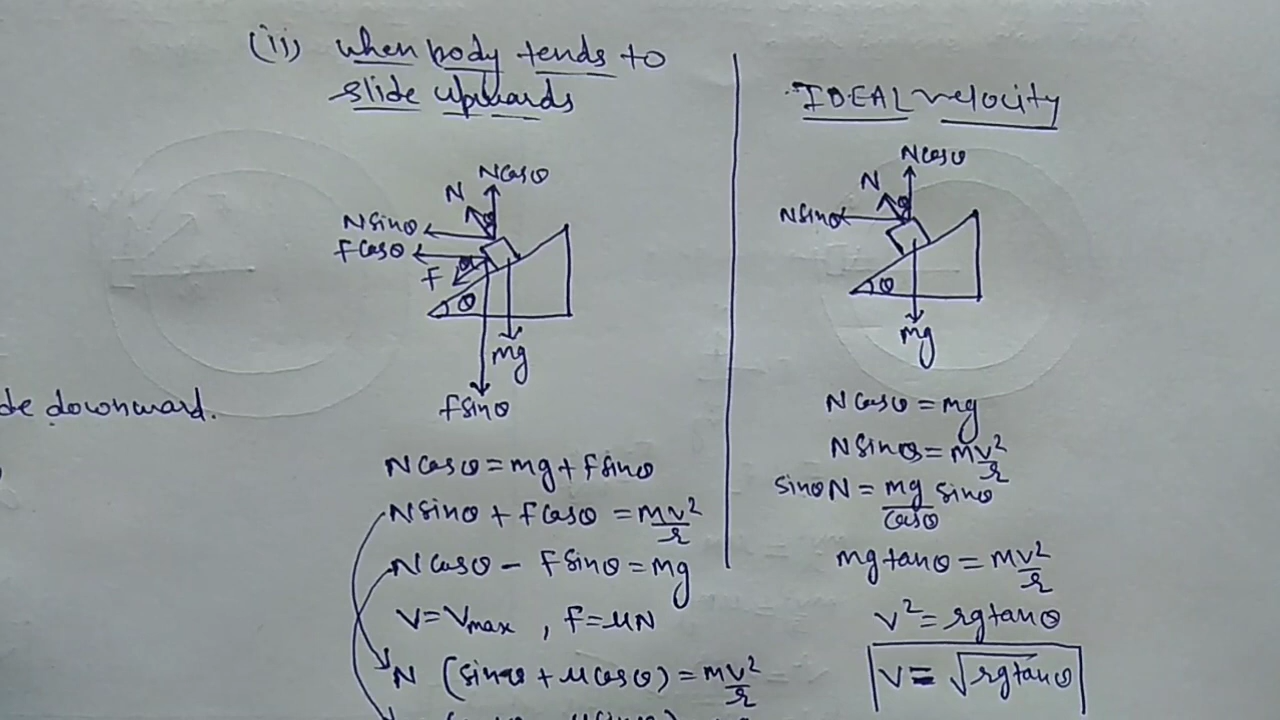 (ii) when body tends to
slide upwards
Ncosθ
N
θ
Nsinθ
fcosθ
θ
f
θ
mg
fsinθ
de downward.
Ncosθ = mg + fsinθ
Nsinθ + fcosθ = mv²/r
Ncosθ - fsinθ = mg
V = Vmax , f = μN
N (sinθ + μcosθ) = mv²/r
IDEAL velocity
Ncosθ
N
θ
Nsinθ
θ
mg
Ncosθ = mg
Nsinθ = mv²/r
sinθ N = mg/cosθ sinθ
mg tanθ = mv²/r
v² = rg tanθ
v = √rg tanθ